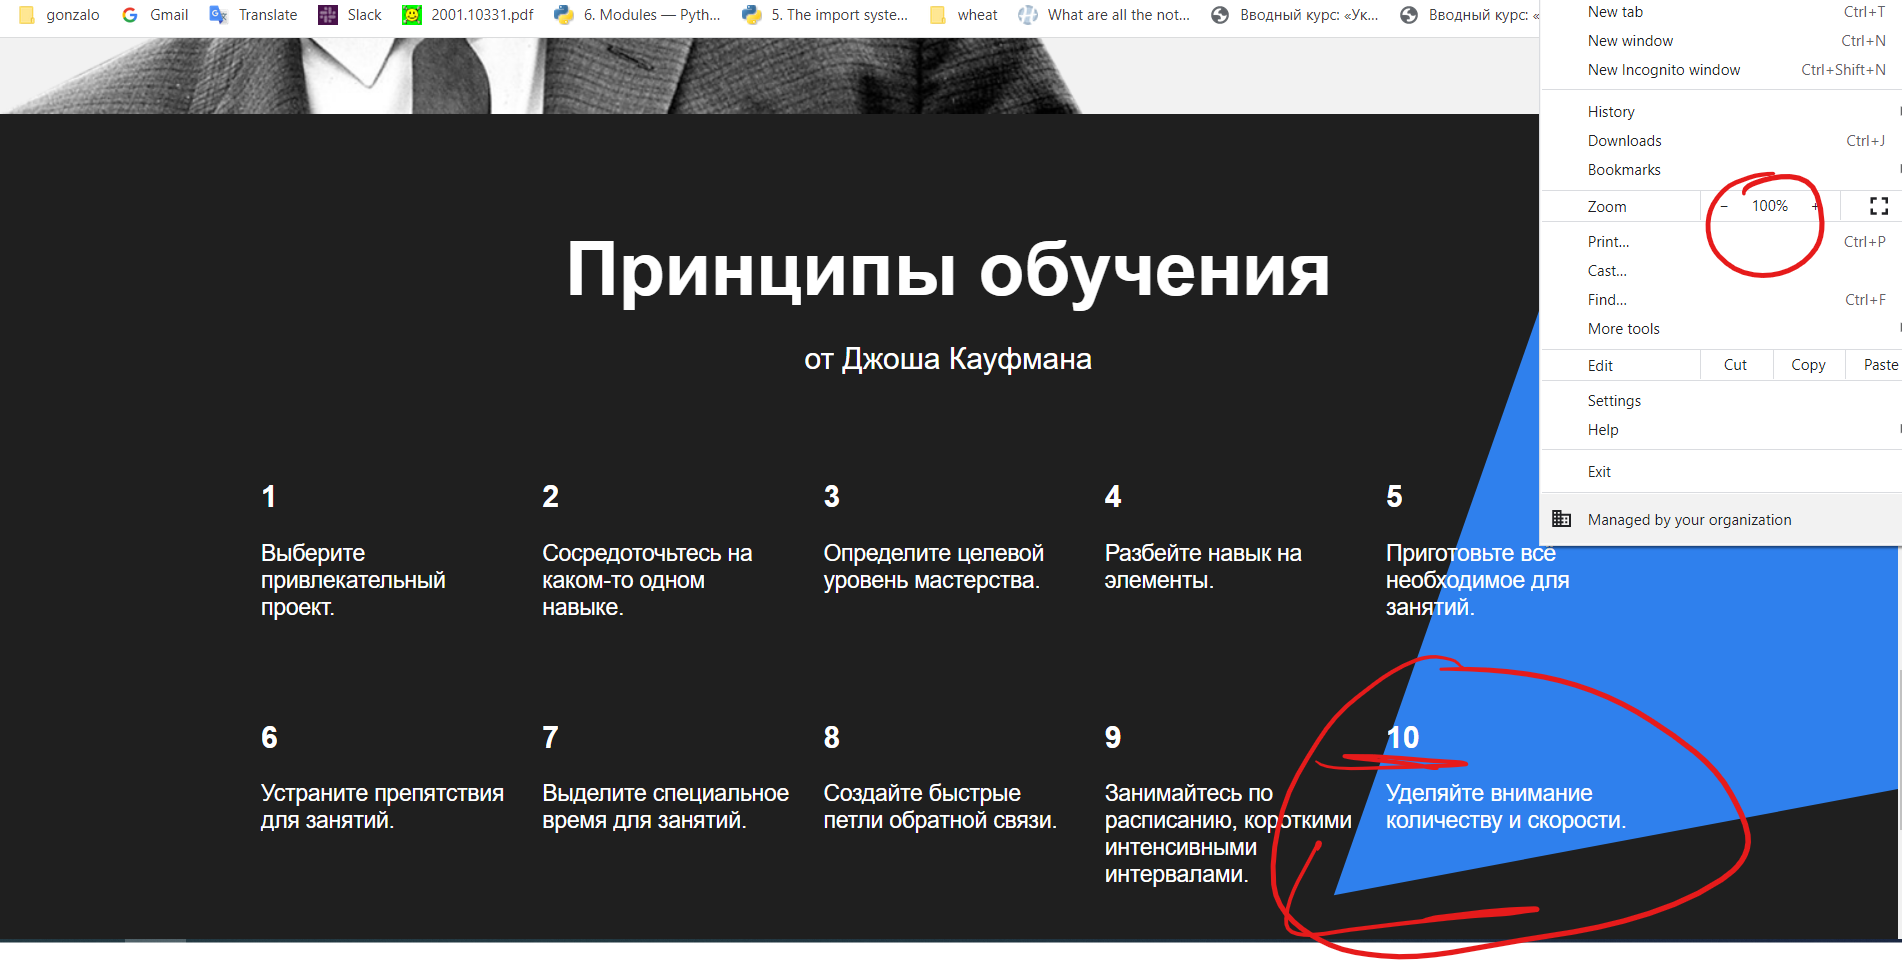 gonzalo
Gmail
Translate
Slack
2001.10331.pdf
6. Modules — Pyth...
5. The import syste...
wheat
What are all the not...
Вводный курс: «Ук...
Вводный курс: «
New tab Ctrl+T
New window Ctrl+N
New Incognito window Ctrl+Shift+N
History
Downloads Ctrl+J
Bookmarks
Zoom − 100% +
Print... Ctrl+P
Cast...
Find... Ctrl+F
More tools
Edit Cut Copy Paste
Settings
Help
Exit
Managed by your organization
Принципы обучения
от Джоша Кауфмана
1
Выберите
привлекательный
проект.
2
Сосредоточьтесь на
каком-то одном
навыке.
3
Определите целевой
уровень мастерства.
4
Разбейте навык на
элементы.
5
Приготовьте все
необходимое для
занятий.
6
Устраните препятствия
для занятий.
7
Выделите специальное
время для занятий.
8
Создайте быстрые
петли обратной связи.
9
Занимайтесь по
расписанию, короткими
интенсивными
интервалами.
10
Уделяйте внимание
количеству и скорости.